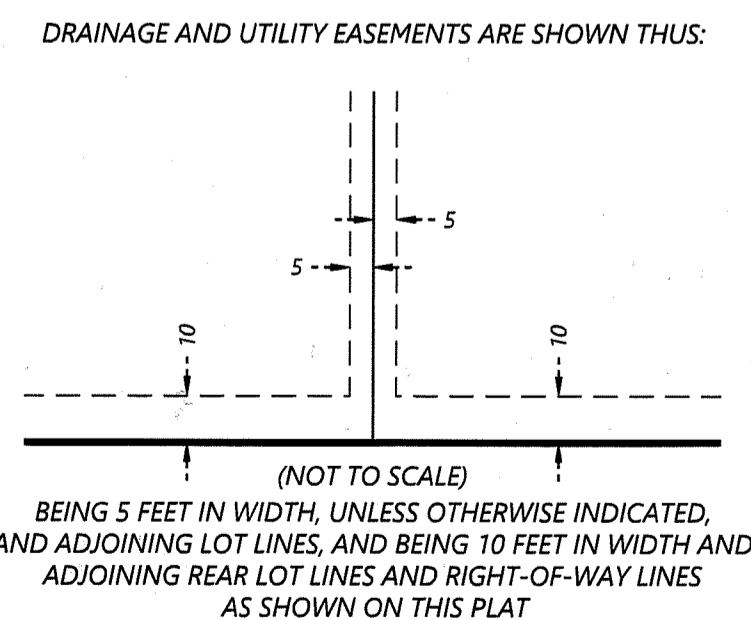 DRAINAGE AND UTILITY EASEMENTS ARE SHOWN THUS:
5
5
10
10
(NOT TO SCALE)
BEING 5 FEET IN WIDTH, UNLESS OTHERWISE INDICATED,
AND ADJOINING LOT LINES, AND BEING 10 FEET IN WIDTH AND
ADJOINING REAR LOT LINES AND RIGHT-OF-WAY LINES
AS SHOWN ON THIS PLAT